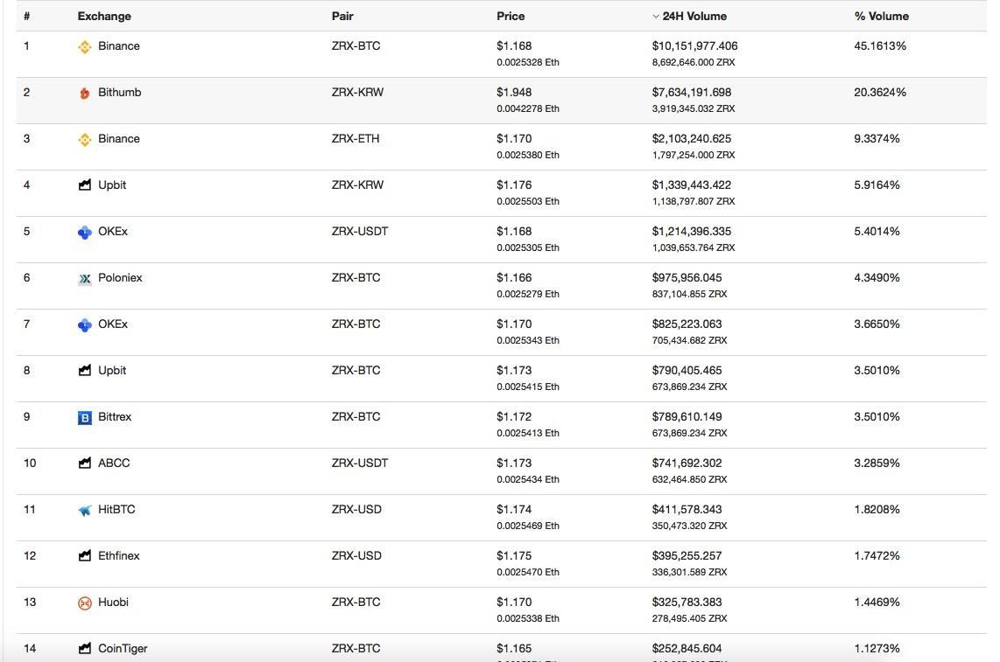 # Exchange Pair Price 24H Volume % Volume
1 Binance ZRX-BTC $1.168 $10,151,977.406 45.1613%
0.0025328 Eth 8,692,646.000 ZRX
2 Bithumb ZRX-KRW $1.948 $7,634,191.698 20.3624%
0.0042278 Eth 3,919,345.032 ZRX
3 Binance ZRX-ETH $1.170 $2,103,240.625 9.3374%
0.0025380 Eth 1,797,254.000 ZRX
4 Upbit ZRX-KRW $1.176 $1,339,443.422 5.9164%
0.0025503 Eth 1,138,797.807 ZRX
5 OKEx ZRX-USDT $1.168 $1,214,396.335 5.4014%
0.0025305 Eth 1,039,653.764 ZRX
6 Poloniex ZRX-BTC $1.166 $975,956.045 4.3490%
0.0025279 Eth 837,104.855 ZRX
7 OKEx ZRX-BTC $1.170 $825,223.063 3.6650%
0.0025343 Eth 705,434.682 ZRX
8 Upbit ZRX-BTC $1.173 $790,405.465 3.5010%
0.0025415 Eth 673,869.234 ZRX
9 Bittrex ZRX-BTC $1.172 $789,610.149 3.5010%
0.0025413 Eth 673,869.234 ZRX
10 ABCC ZRX-USDT $1.173 $741,692.302 3.2859%
0.0025434 Eth 632,464.850 ZRX
11 HitBTC ZRX-USD $1.174 $411,578.343 1.8208%
0.0025469 Eth 350,473.320 ZRX
12 Ethfinex ZRX-USD $1.175 $395,255.257 1.7472%
0.0025470 Eth 336,301.589 ZRX
13 Huobi ZRX-BTC $1.170 $325,783.383 1.4469%
0.0025338 Eth 278,495.405 ZRX
14 CoinTiger ZRX-BTC $1.165 $252,845.604 1.1273%